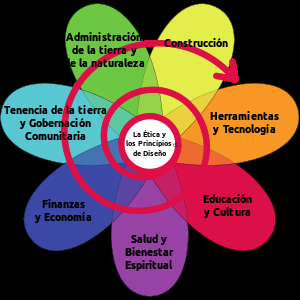 Administración
de la tierra y
de la naturaleza
Construcción
Herramientas
y Tecnología
Educación
y Cultura
Salud y
Bienestar
Espiritual
Finanzas
y Economía
Tenencia de la tierra
y Gobernación
Comunitaria
La Ética y
los Principios
de Diseño